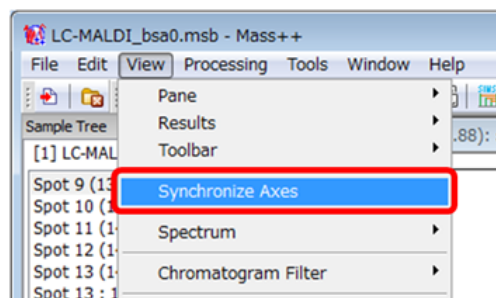 LC-MALDI_bsa0.msb - Mass++
File Edit View Processing Tools Window Help
Pane
Sample Tree
Results
.88):
[1] LC-MAL
Toolbar
Spot 9 (13
Synchronize Axes
Spot 10 (1
Spot 11 (1-
Spectrum
Spot 12 (1-
Spot 13 (1-
Chromatogram Filter
Spot 13 : 1